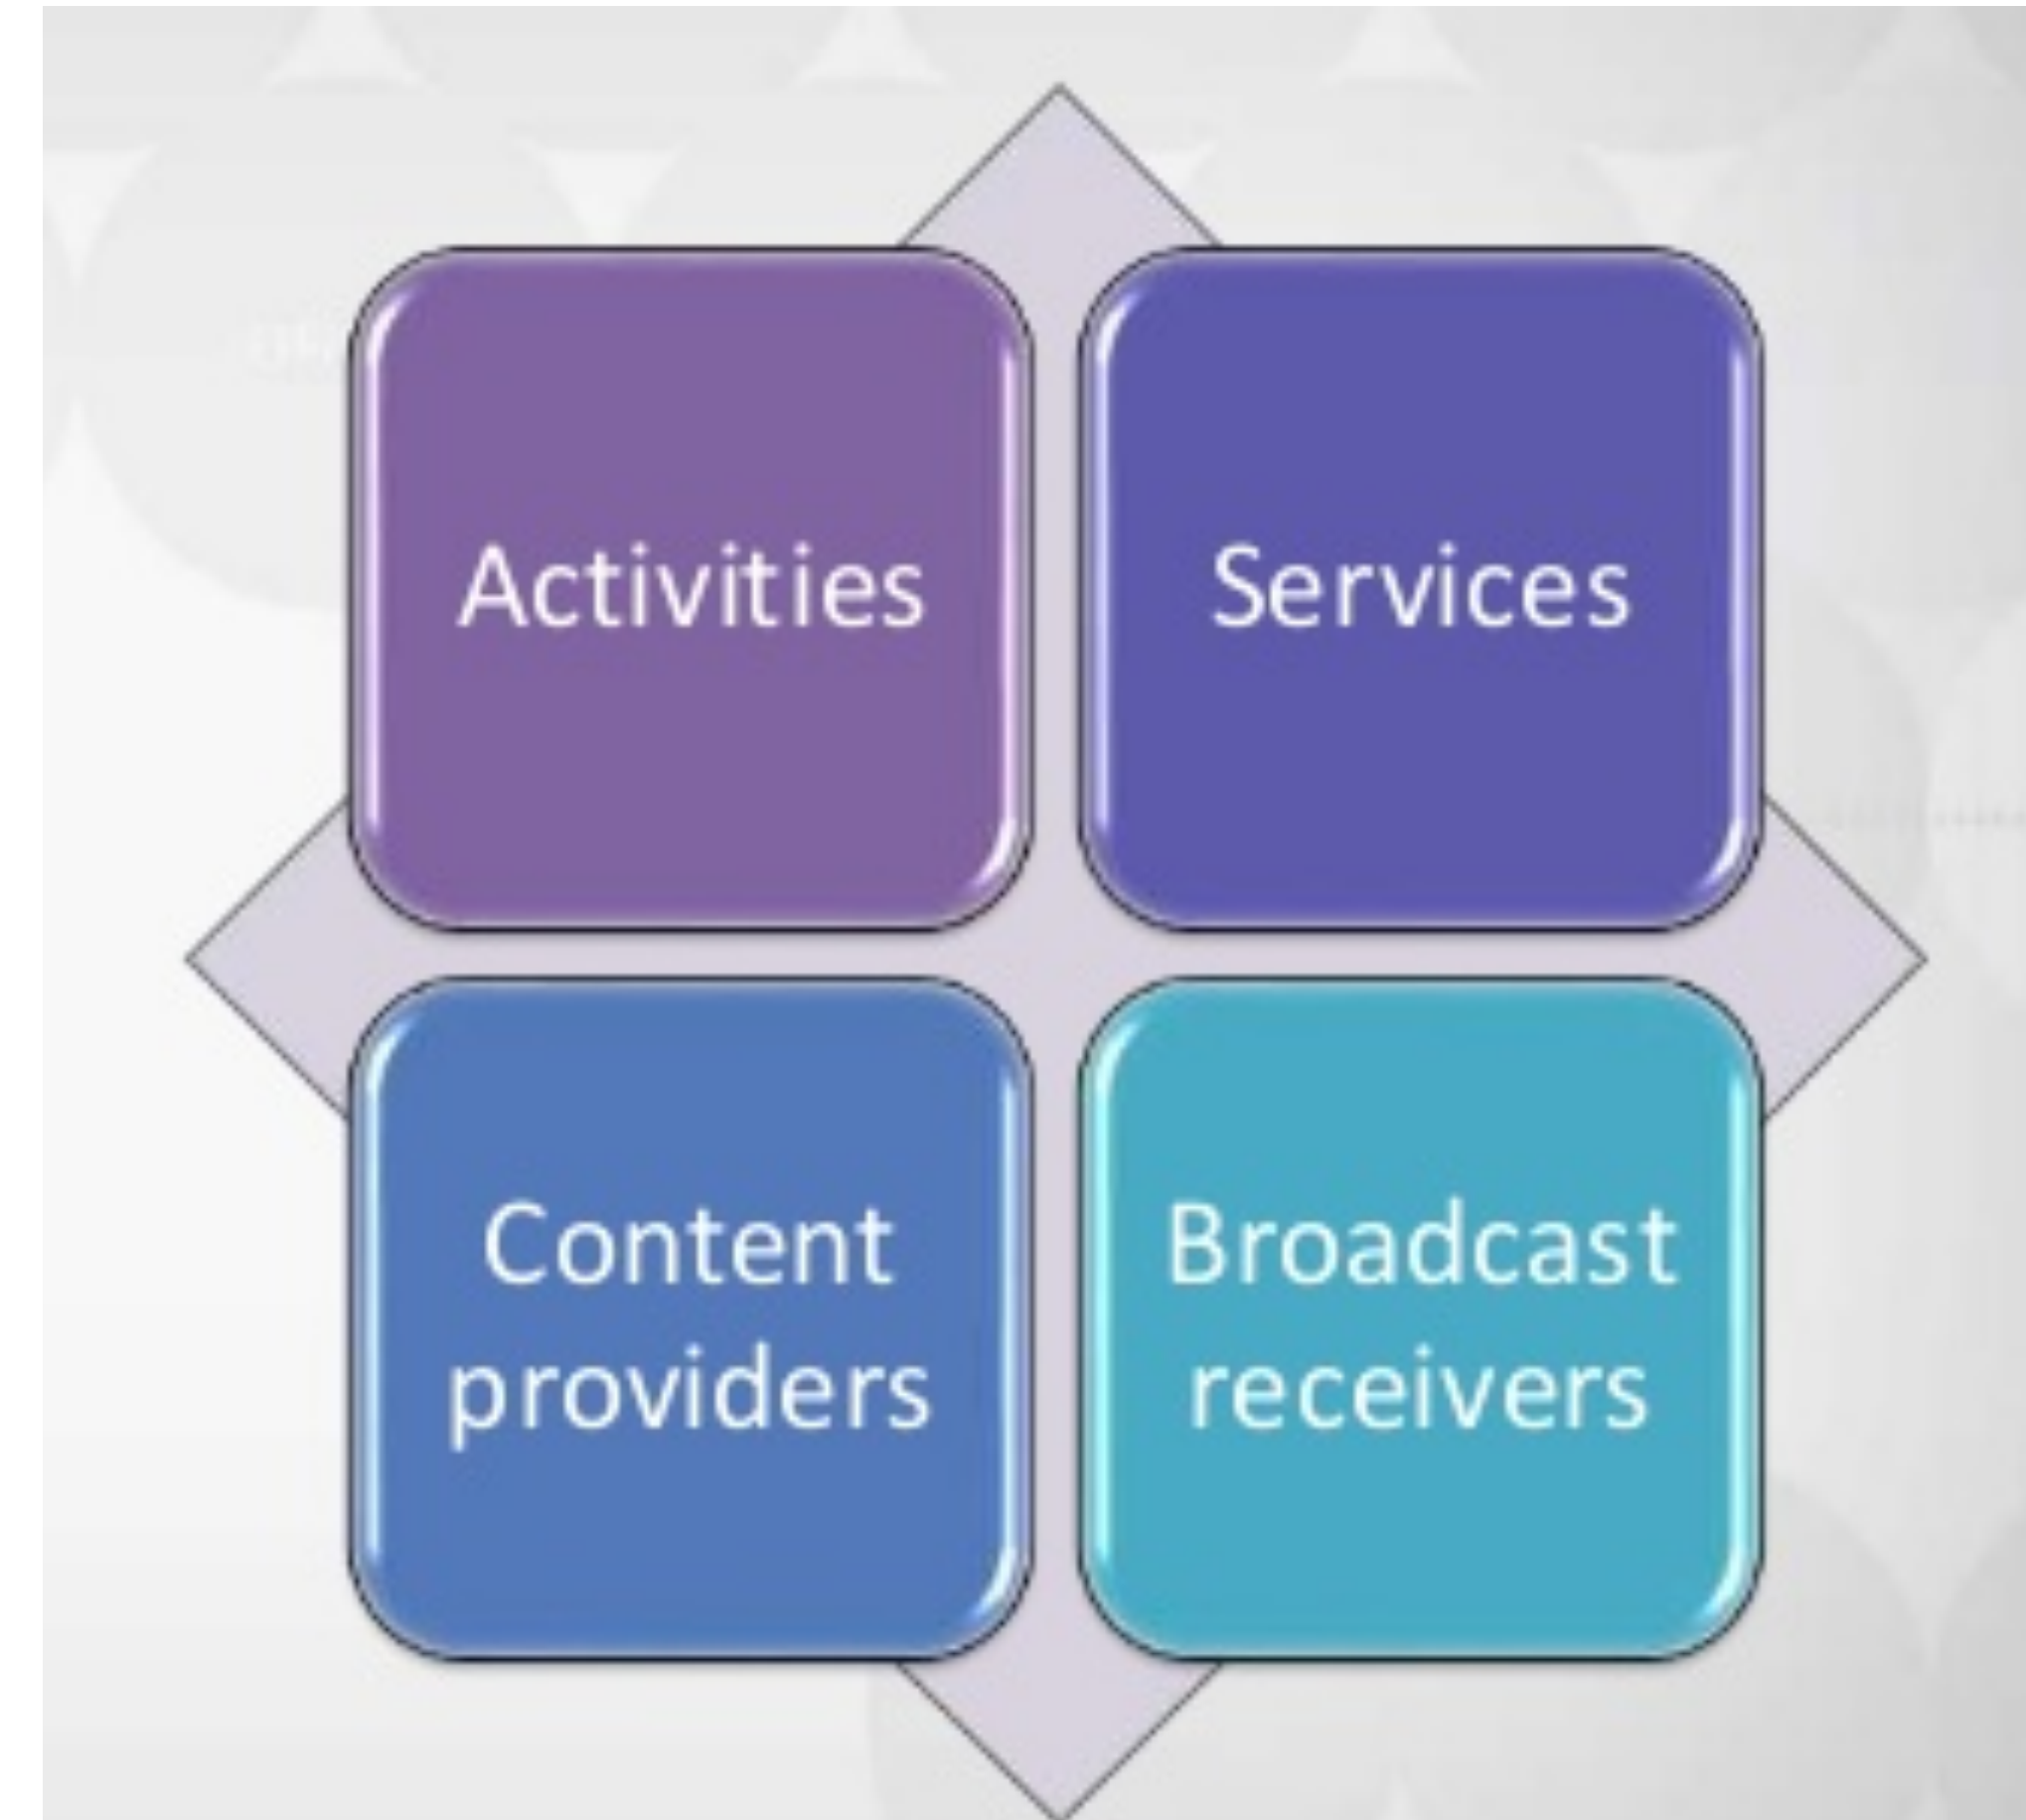 Activities
Services
Content
providers
Broadcast
receivers